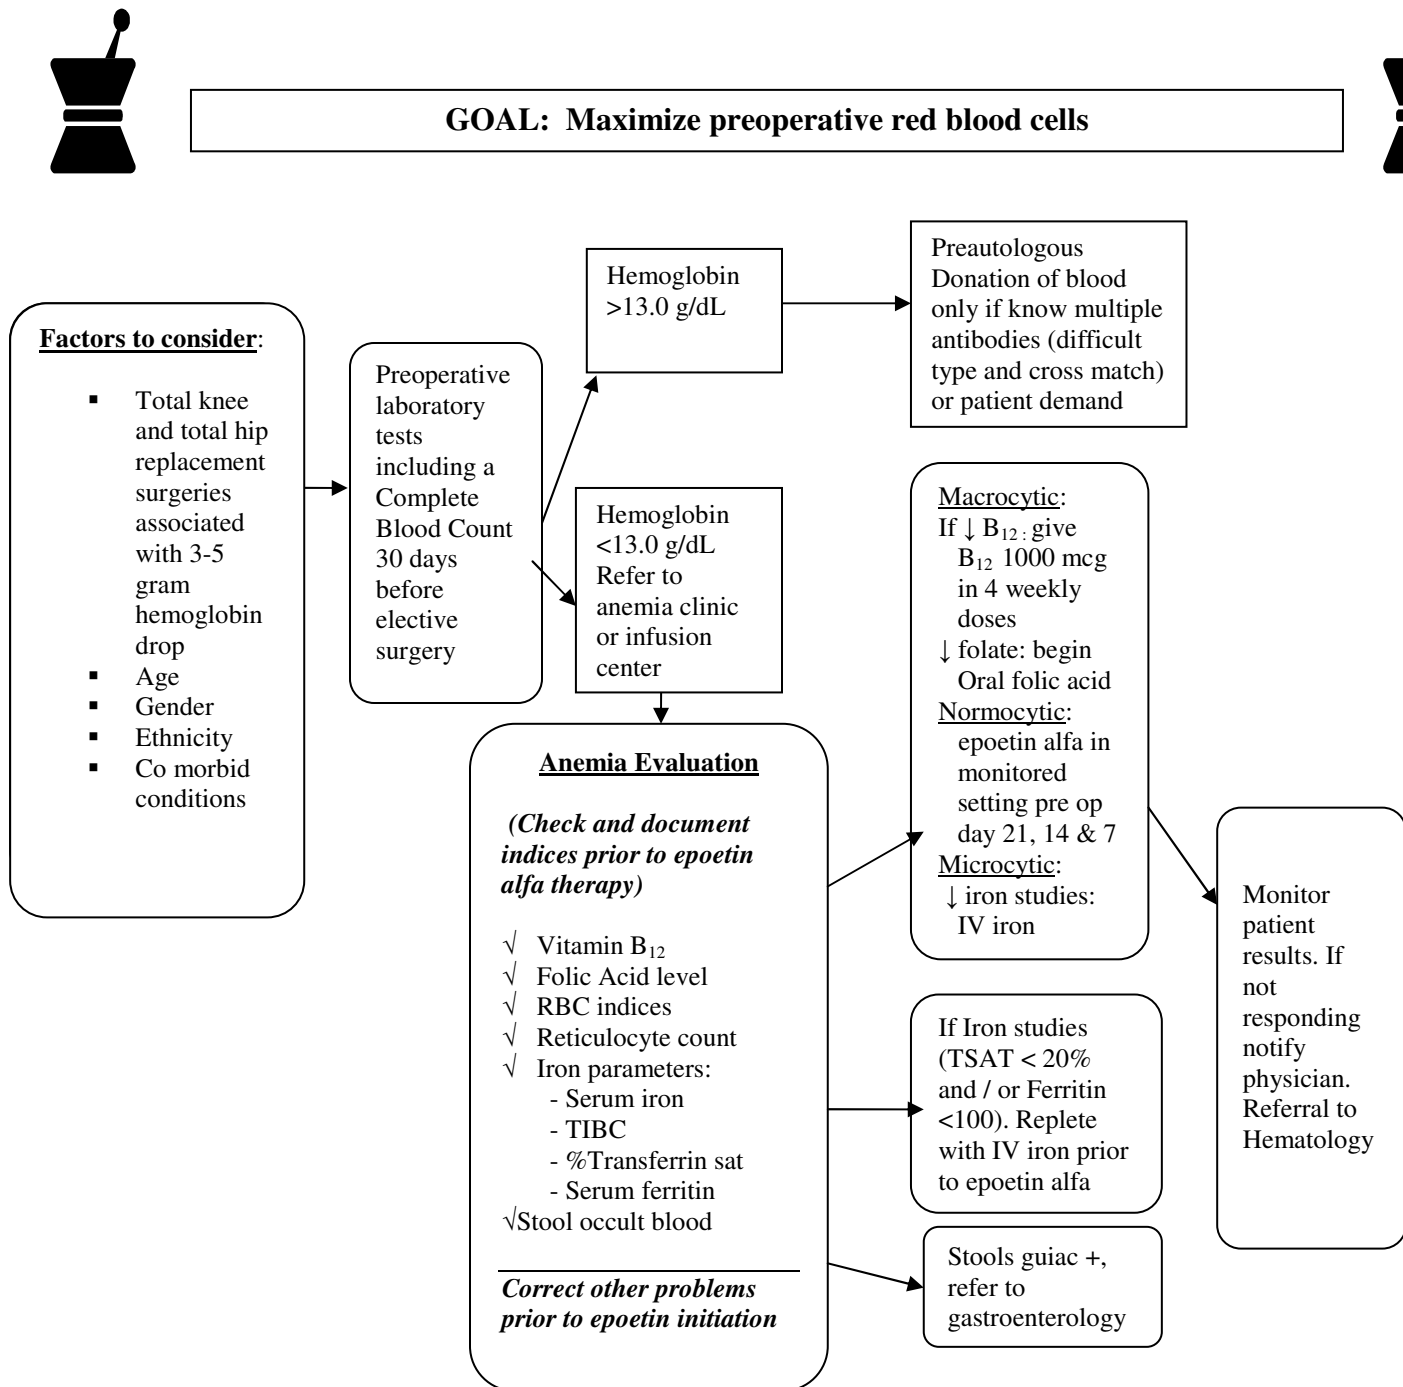 GOAL: Maximize preoperative red blood cells
Factors to consider:
▪ Total knee
and total hip
replacement
surgeries
associated
with 3-5
gram
hemoglobin
drop
▪ Age
▪ Gender
▪ Ethnicity
▪ Co morbid
conditions
Preoperative
laboratory
tests
including a
Complete
Blood Count
30 days
before
elective
surgery
Hemoglobin
>13.0 g/dL
Preautologous
Donation of blood
only if know multiple
antibodies (difficult
type and cross match)
or patient demand
Hemoglobin
<13.0 g/dL
Refer to
anemia clinic
or infusion
center
Anemia Evaluation
(Check and document
indices prior to epoetin
alfa therapy)
√ Vitamin B12
√ Folic Acid level
√ RBC indices
√ Reticulocyte count
√ Iron parameters:
- Serum iron
- TIBC
- %Transferrin sat
- Serum ferritin
√Stool occult blood
Correct other problems
prior to epoetin initiation
Macrocytic:
If ↓ B12 : give
B12 1000 mcg
in 4 weekly
doses
↓ folate: begin
Oral folic acid
Normocytic:
epoetin alfa in
monitored
setting pre op
day 21, 14 & 7
Microcytic:
↓ iron studies:
IV iron
If Iron studies
(TSAT < 20%
and / or Ferritin
<100). Replete
with IV iron prior
to epoetin alfa
Stools guiac +,
refer to
gastroenterology
Monitor
patient
results. If
not
responding
notify
physician.
Referral to
Hematology